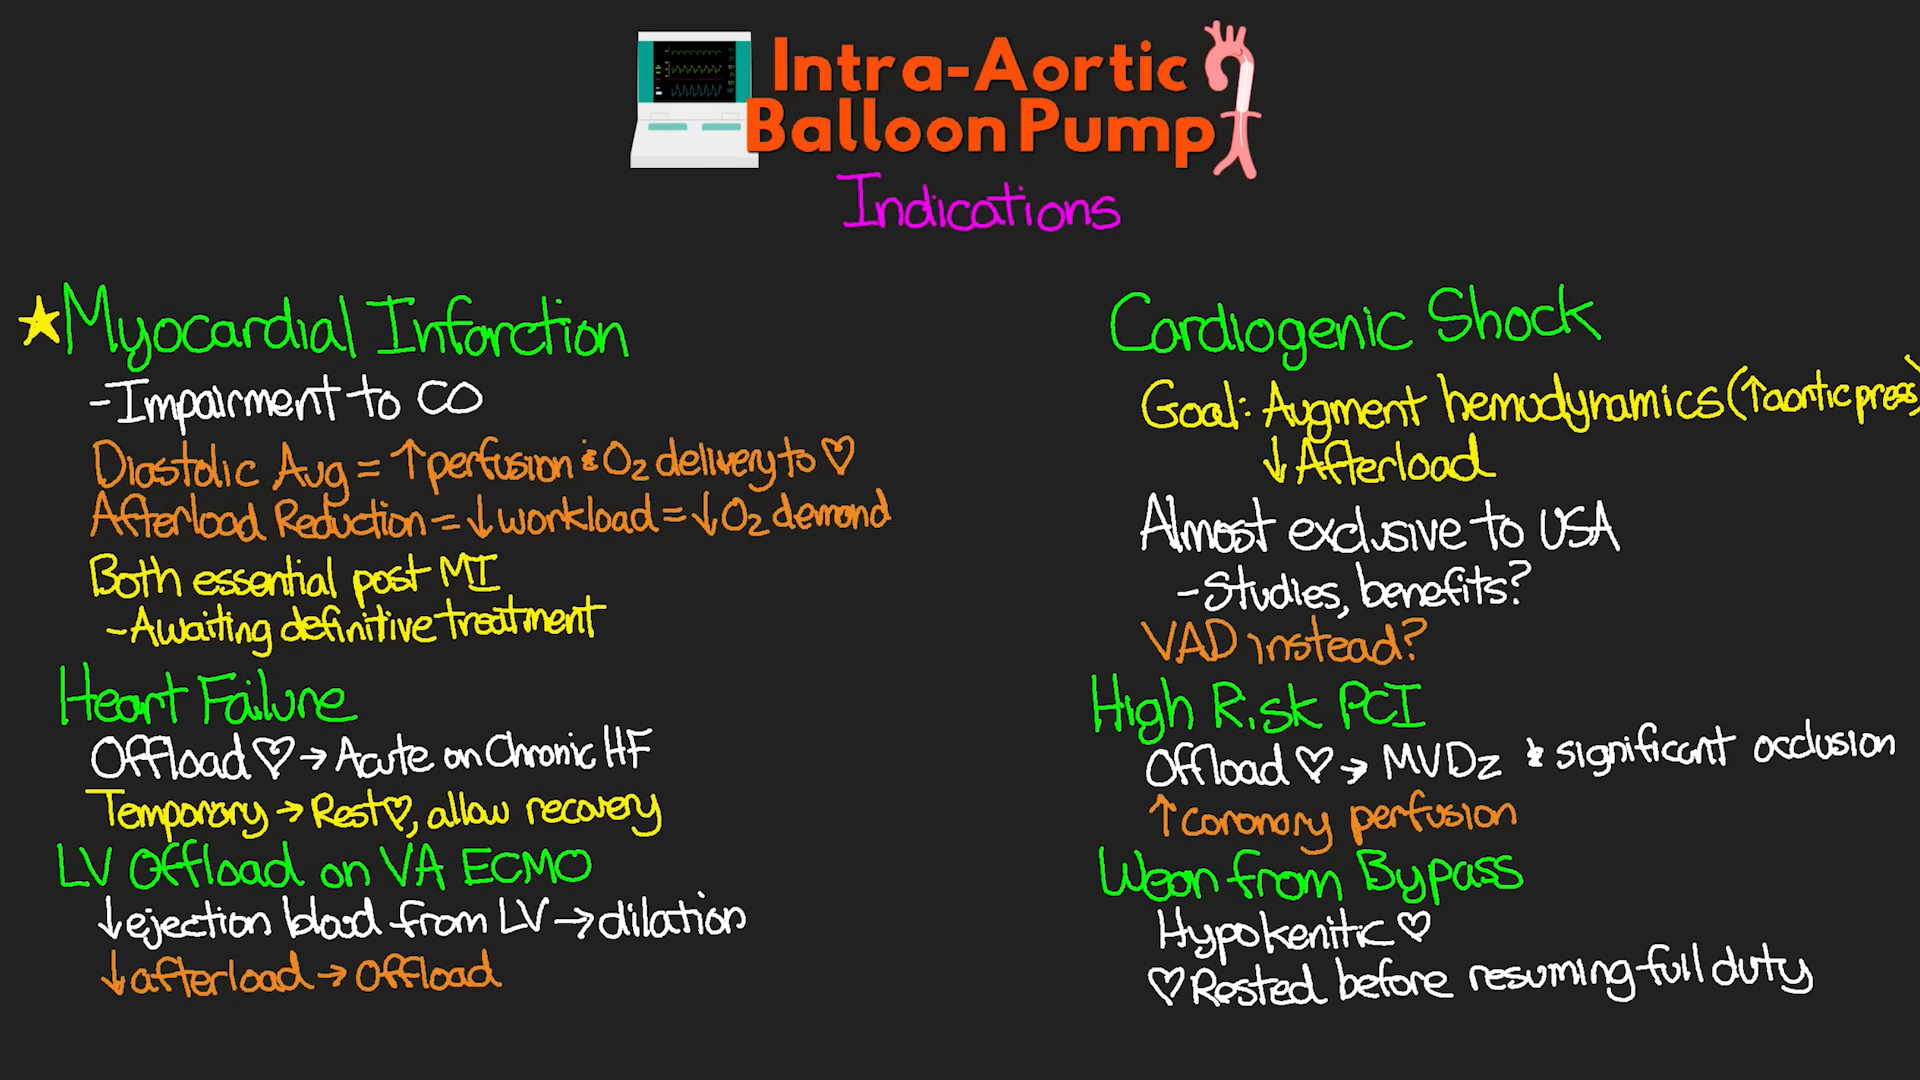 Intra-Aortic
Balloon Pump
Indications
★Myocardial Infarction
-Impairment to CO
Diastolic Aug = ↑perfusion & O₂ delivery to ♡
Afterload Reduction = ↓workload = ↓O₂ demand
Both essential post MI
-Awaiting definitive treatment
Heart Failure
Offload ♡ → Acute on Chronic HF
Temporary → Rest ♡, allow recovery
LV Offload on VA ECMO
↓ejection blood from LV → dilation
↓afterload → Offload
Cardiogenic Shock
Goal: Augment hemodynamics (↑aortic press)
↓Afterload
Almost exclusive to USA
-Studies, benefits?
VAD instead?
High Risk PCI
Offload ♡ → MVDz & significant occlusion
↑coronary perfusion
Wean from Bypass
Hypokenitic ♡
♡Rested before resuming full duty